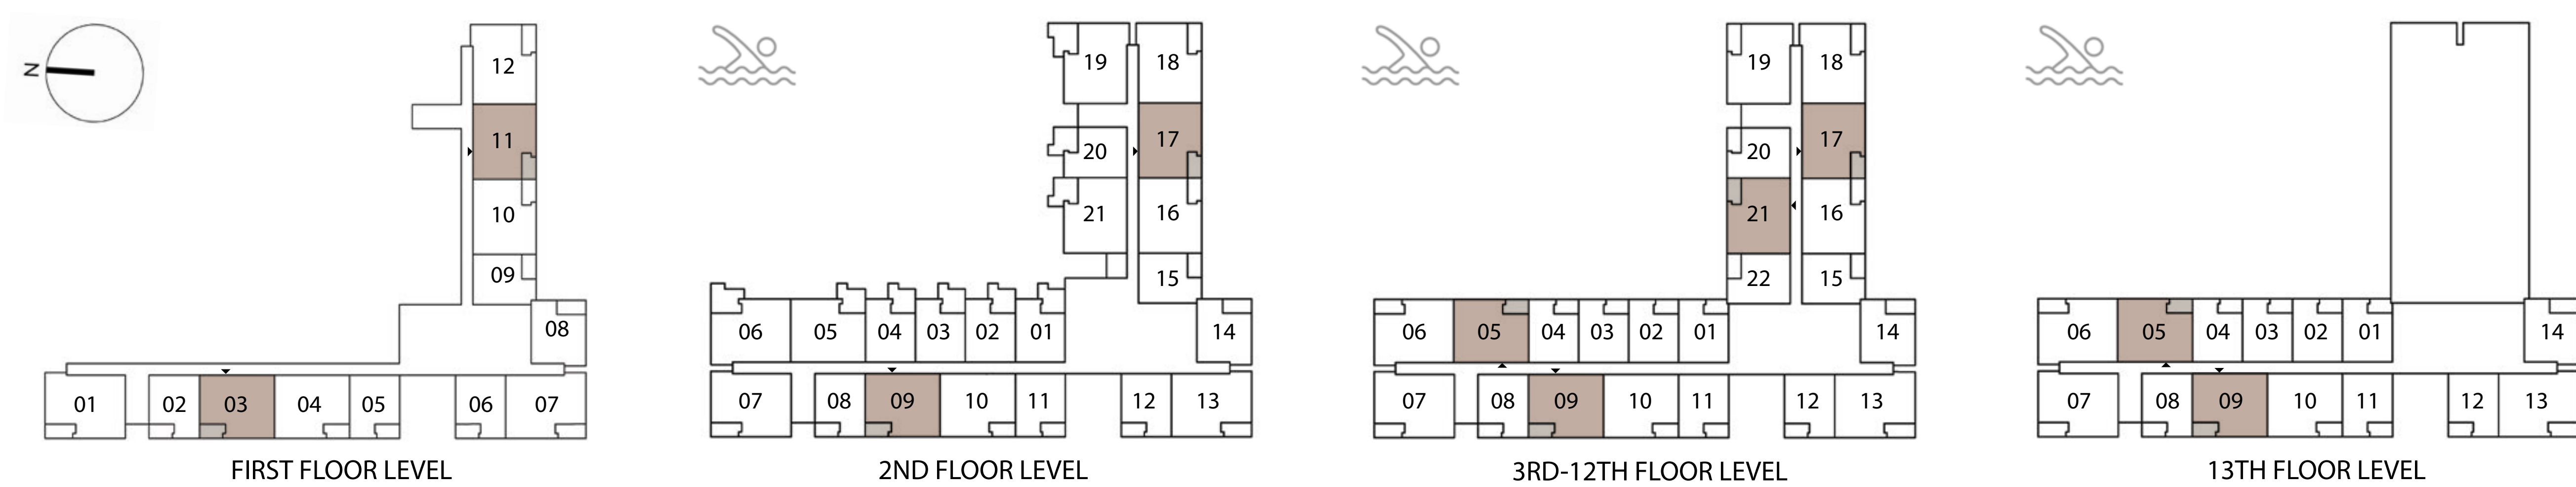 N
12
11
10
09
08
01 02 03 04 05 06 07
FIRST FLOOR LEVEL
19 18
20 17
21 16
15
06 05 04 03 02 01 14
07 08 09 10 11 12 13
2ND FLOOR LEVEL
19 18
20 17
21 16
22 15
06 05 04 03 02 01 14
07 08 09 10 11 12 13
3RD-12TH FLOOR LEVEL
06 05 04 03 02 01 14
07 08 09 10 11 12 13
13TH FLOOR LEVEL